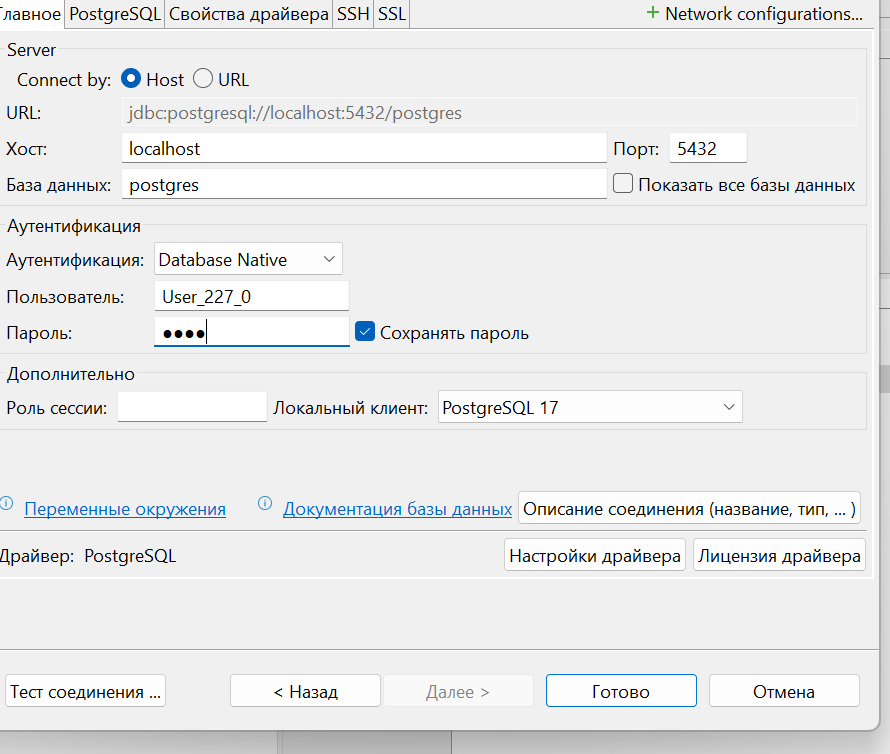 Главное PostgreSQL Свойства драйвера SSH SSL + Network configurations...
Server
Connect by: Host URL
URL: jdbc:postgresql://localhost:5432/postgres
Хост: localhost Порт: 5432
База данных: postgres Показать все базы данных
Аутентификация
Аутентификация: Database Native
Пользователь: User_227_0
Пароль: ●●●● Сохранять пароль
Дополнительно
Роль сессии: Локальный клиент: PostgreSQL 17
Переменные окружения Документация базы данных Описание соединения (название, тип, ... )
Драйвер: PostgreSQL Настройки драйвера Лицензия драйвера
Тест соединения ... < Назад Далее > Готово Отмена